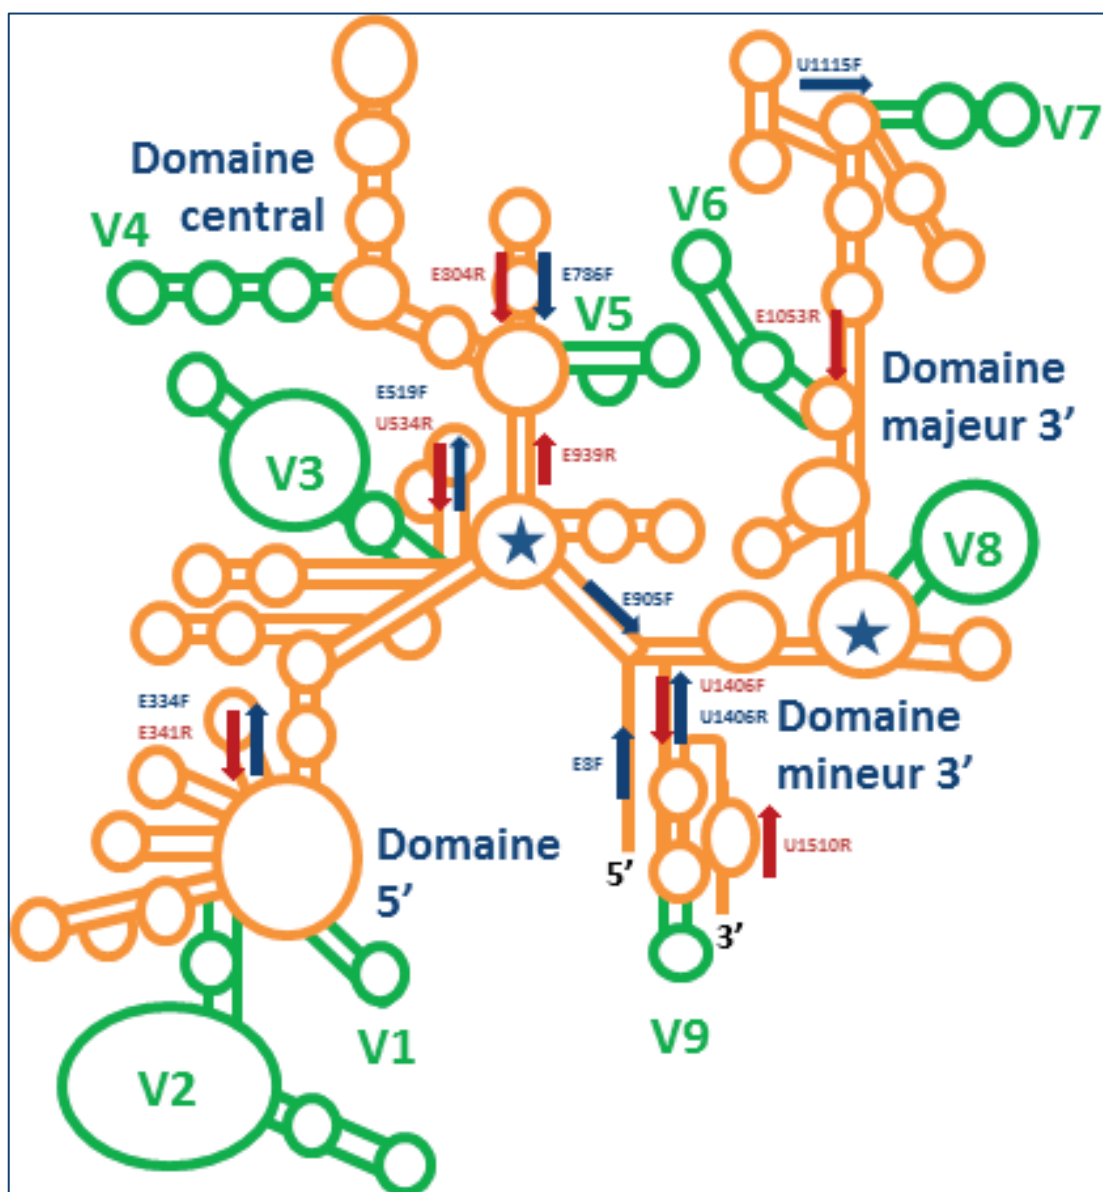 U1115F
V7
Domaine
central
V6
V4
E804R
E786F
V5
E1053R
Domaine
majeur 3’
E519F
U534R
V3
E939R
V8
E905F
E334F
E341R
U1406F
U1406R
Domaine
mineur 3’
E8F
Domaine
5’
U1510R
5’
3’
V1
V9
V2